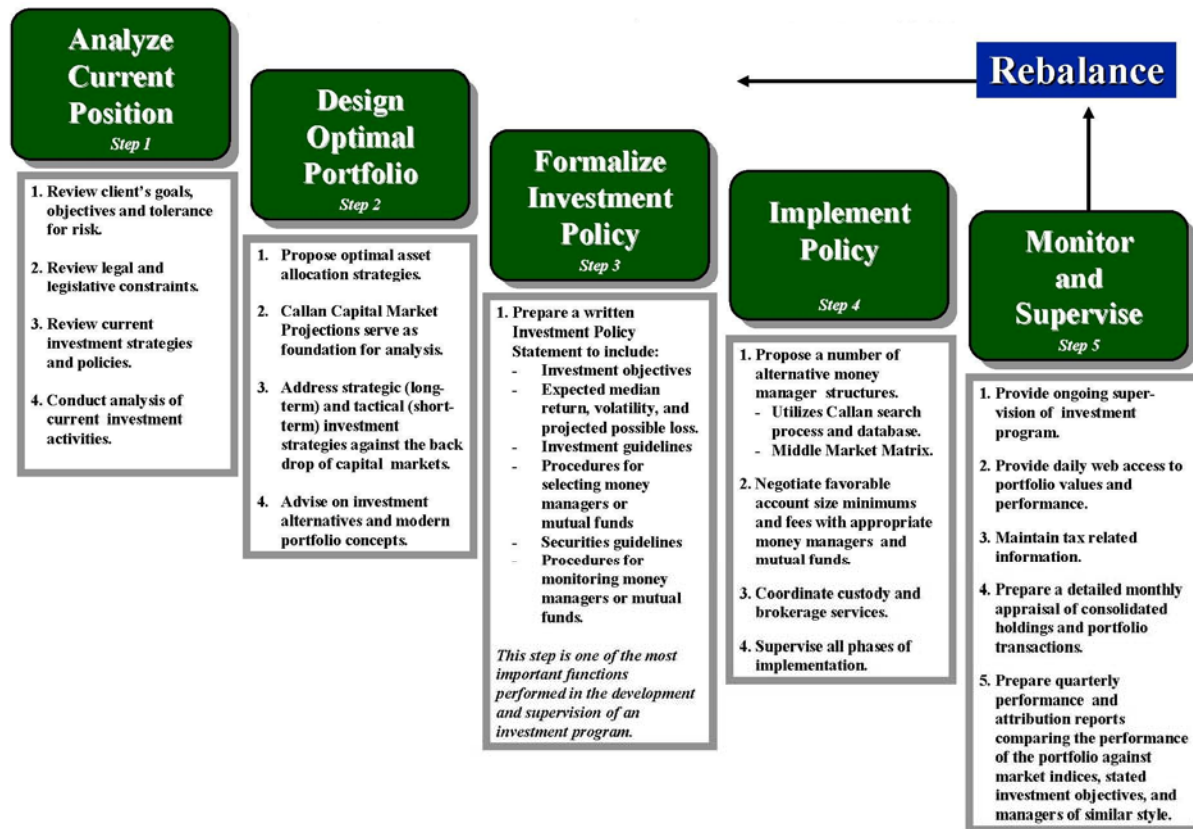 Analyze
Current
Position
Step 1
1. Review client's goals,
objectives and tolerance
for risk.
2. Review legal and
legislative constraints.
3. Review current
investment strategies
and policies.
4. Conduct analysis of
current investment
activities.
Design
Optimal
Portfolio
Step 2
1. Propose optimal asset
allocation strategies.
2. Callan Capital Market
Projections serve as
foundation for analysis.
3. Address strategic (long-
term) and tactical (short-
term) investment
strategies against the back
drop of capital markets.
4. Advise on investment
alternatives and modern
portfolio concepts.
Formalize
Investment
Policy
Step 3
1. Prepare a written
Investment Policy
Statement to include:
- Investment objectives
- Expected median
return, volatility, and
projected possible loss.
- Investment guidelines
- Procedures for
selecting money
managers or
mutual funds
- Securities guidelines
- Procedures for
monitoring money
managers or mutual
funds.
This step is one of the most
important functions
performed in the development
and supervision of an
investment program.
Implement
Policy
Step 4
1. Propose a number of
alternative money
manager structures.
- Utilizes Callan search
process and database.
- Middle Market Matrix.
2. Negotiate favorable
account size minimums
and fees with appropriate
money managers and
mutual funds.
3. Coordinate custody and
brokerage services.
4. Supervise all phases of
implementation.
Rebalance
Monitor
and
Supervise
Step 5
1. Provide ongoing super-
vision of investment
program.
2. Provide daily web access to
portfolio values and
performance.
3. Maintain tax related
information.
4. Prepare a detailed monthly
appraisal of consolidated
holdings and portfolio
transactions.
5. Prepare quarterly
performance and
attribution reports
comparing the performance
of the portfolio against
market indices, stated
investment objectives, and
managers of similar style.